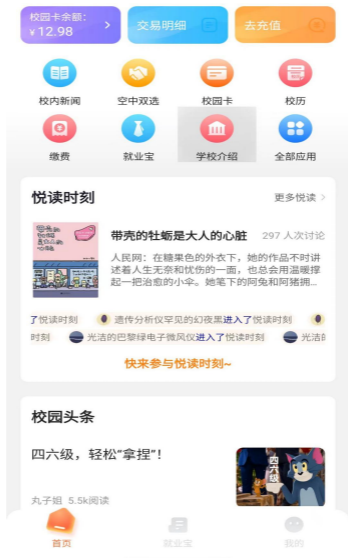 校园卡余额：
¥12.98
交易明细
去充值
校内新闻
空中双选
校园卡
校历
缴费
就业宝
学校介绍
全部应用
悦读时刻
更多悦读
带壳的牡蛎是大人的心脏
297 人次讨论
人民网：在糖果色的外衣下，她的作品不时讲
述着人生无奈和忧伤的一面，也总会用温暖撑
起一把治愈的小伞。她笔下的阿兔和阿猪拥...
了悦读时刻
遗传分析仪罕见的幻夜黑进入了悦读时刻
时刻
光洁的巴黎绿电子微风仪进入了悦读时刻
光洁的
快来参与悦读时刻~
校园头条
四六级，轻松“拿捏”！
四六级
丸子姐 5.5k阅读
首页
就业宝
我的